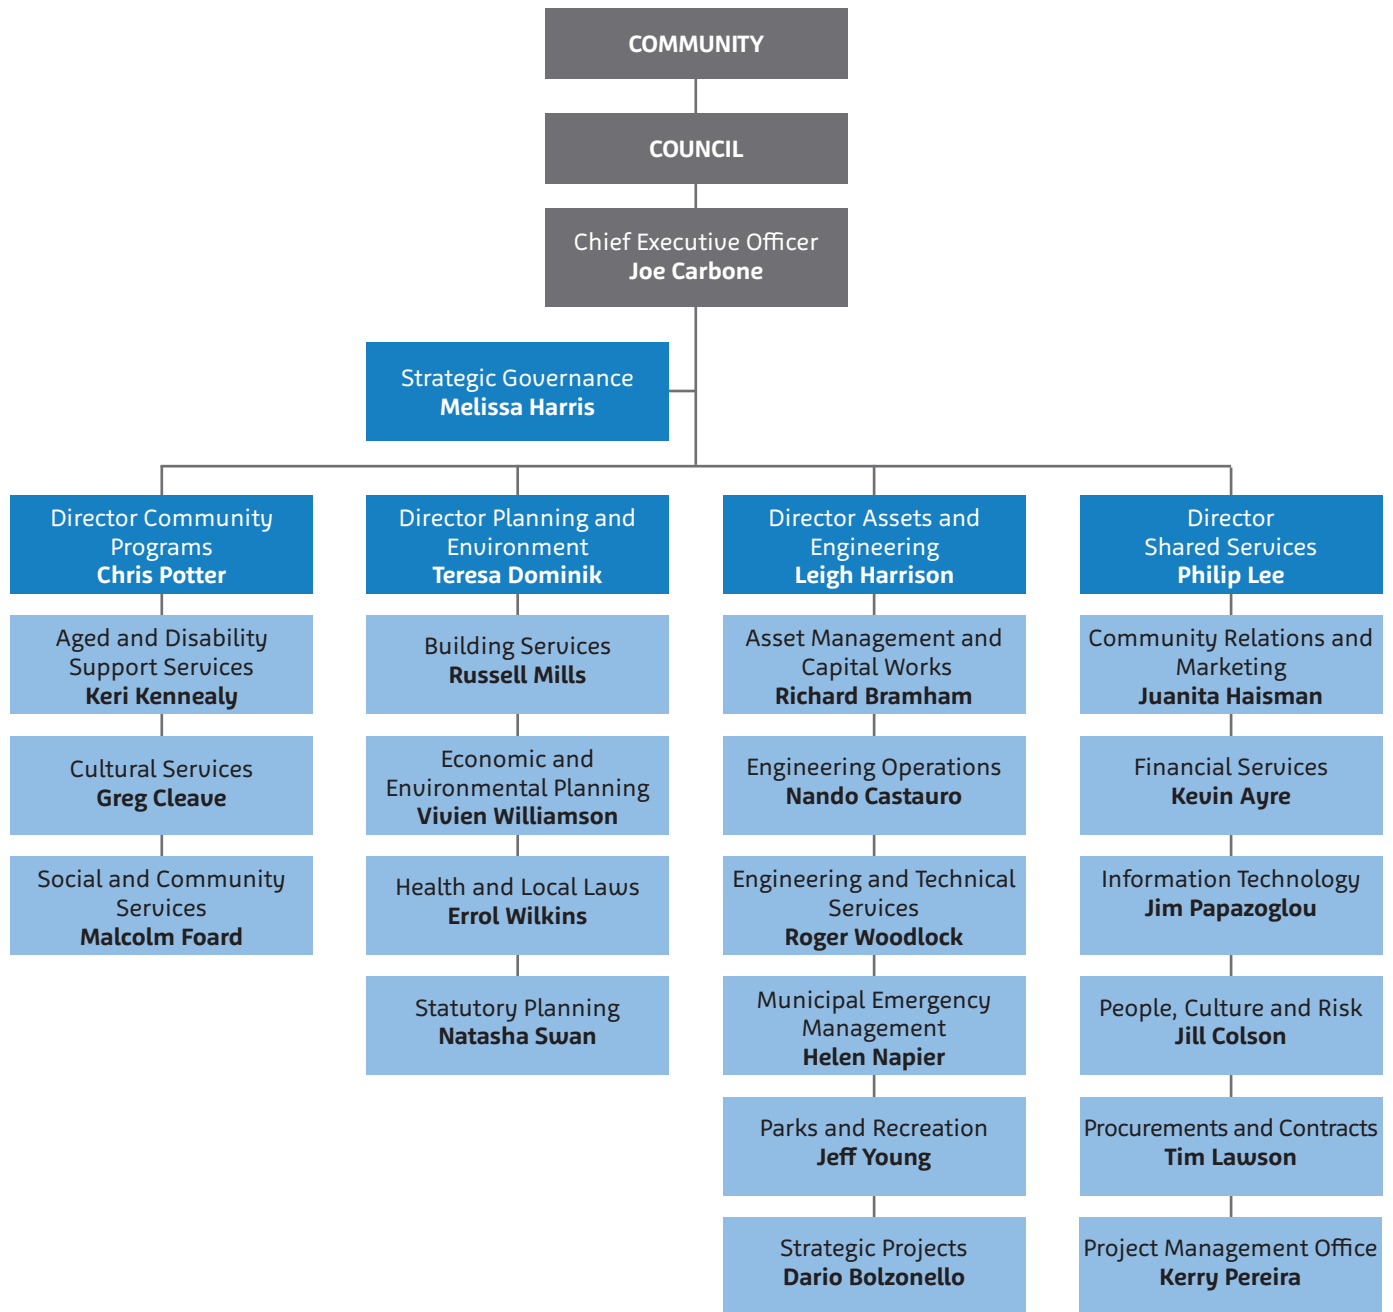 COMMUNITY
COUNCIL
Chief Executive Officer
Joe Carbone
Strategic Governance
Melissa Harris
Director Community
Programs
Chris Potter
Aged and Disability
Support Services
Keri Kennealy
Cultural Services
Greg Cleave
Social and Community
Services
Malcolm Foard
Director Planning and
Environment
Teresa Dominik
Building Services
Russell Mills
Economic and
Environmental Planning
Vivien Williamson
Health and Local Laws
Errol Wilkins
Statutory Planning
Natasha Swan
Director Assets and
Engineering
Leigh Harrison
Asset Management and
Capital Works
Richard Bramham
Engineering Operations
Nando Castauro
Engineering and Technical
Services
Roger Woodlock
Municipal Emergency
Management
Helen Napier
Parks and Recreation
Jeff Young
Strategic Projects
Dario Bolzonello
Director
Shared Services
Philip Lee
Community Relations and
Marketing
Juanita Haisman
Financial Services
Kevin Ayre
Information Technology
Jim Papazoglou
People, Culture and Risk
Jill Colson
Procurements and Contracts
Tim Lawson
Project Management Office
Kerry Pereira